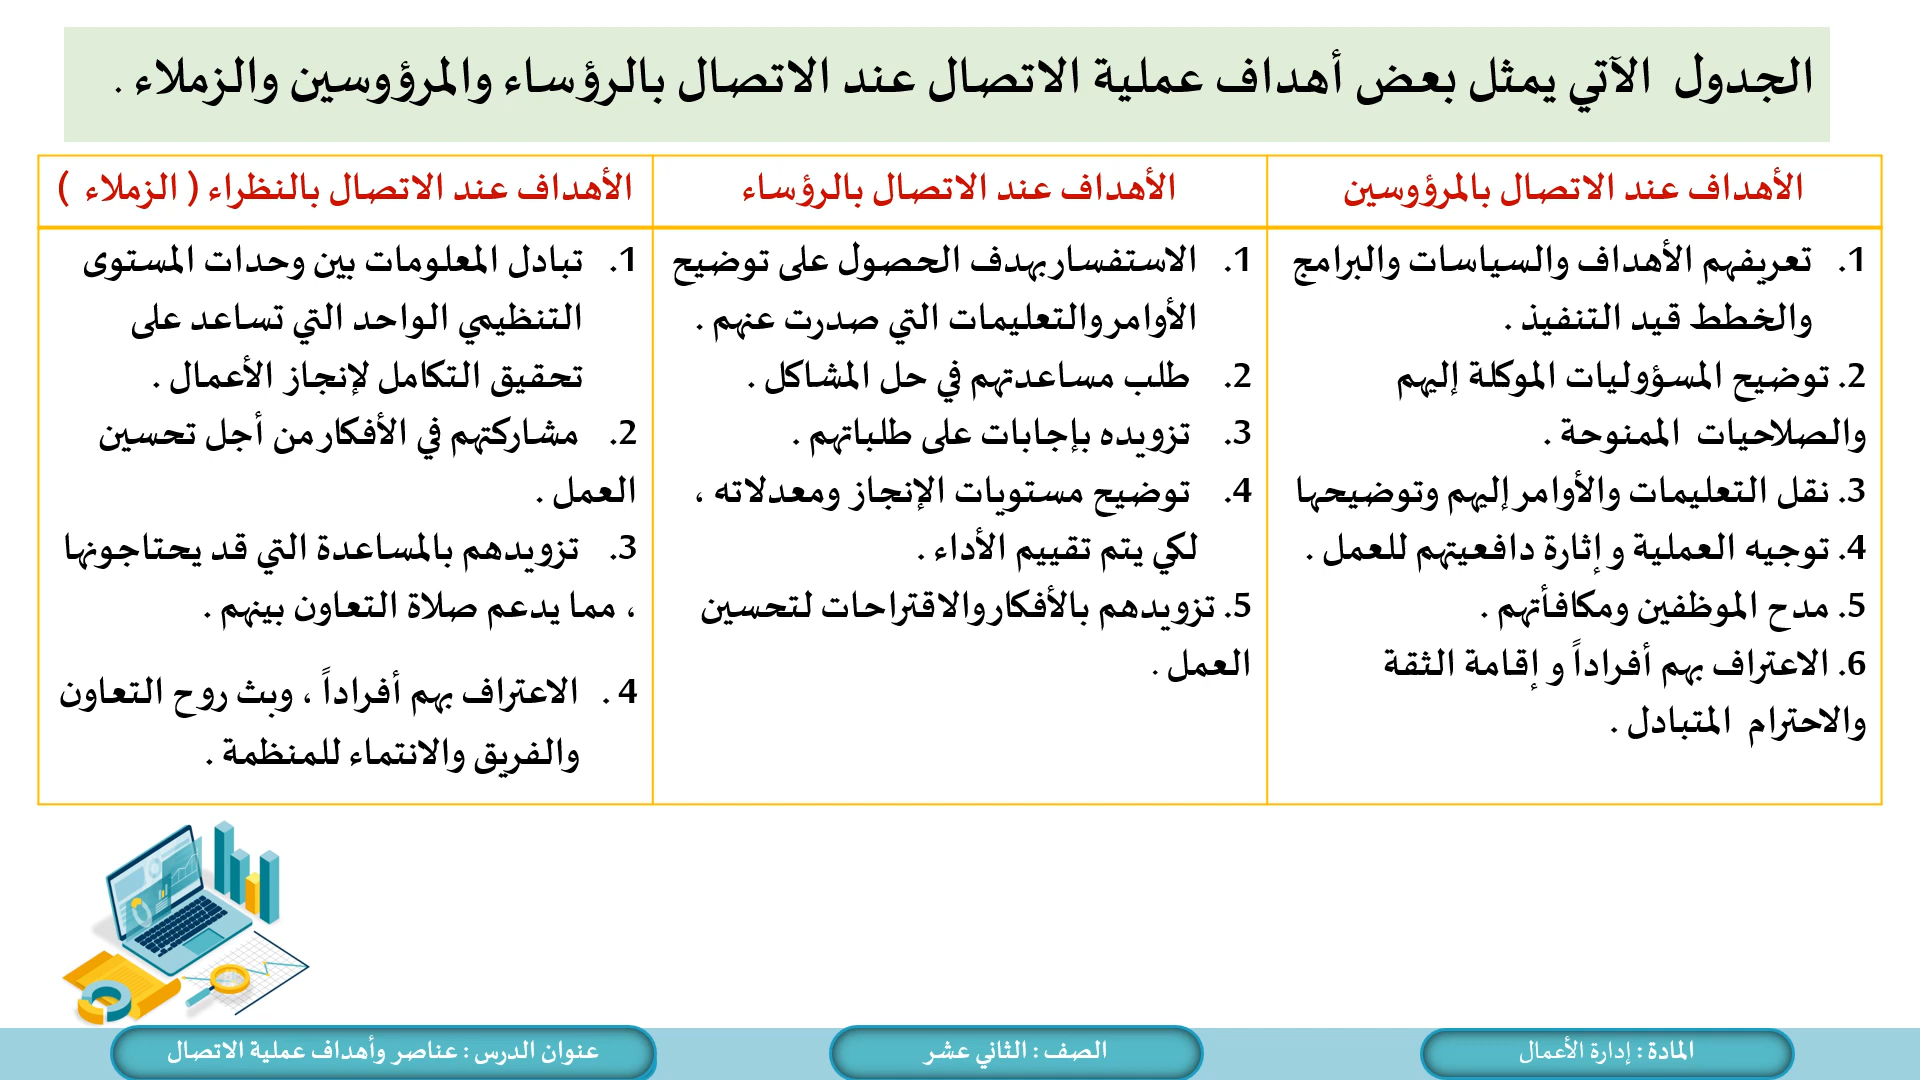 الجدول الآتي يمثل بعض أهداف عملية الاتصال عند الاتصال بالرؤساء والمرؤوسين والزملاء .
الأهداف عند الاتصال بالمرؤوسين
1. تعريفهم الأهداف والسياسات والبرامج
والخطط قيد التنفيذ .
2. توضيح المسؤوليات الموكلة إليهم
والصلاحيات الممنوحة .
3. نقل التعليمات والأوامر إليهم وتوضيحها
4. توجيه العملية و إثارة دافعيتهم للعمل .
5. مدح الموظفين ومكافأتهم .
6. الاعتراف بهم أفراداً و إقامة الثقة
والاحترام المتبادل .
الأهداف عند الاتصال بالرؤساء
1. الاستفسار بهدف الحصول على توضيح
الأوامر والتعليمات التي صدرت عنهم .
2. طلب مساعدتهم في حل المشاكل .
3. تزويده بإجابات على طلباتهم .
4. توضيح مستويات الإنجاز ومعدلاته ،
لكي يتم تقييم الأداء .
5. تزويدهم بالأفكار والاقتراحات لتحسين
العمل .
الأهداف عند الاتصال بالنظراء ( الزملاء )
1. تبادل المعلومات بين وحدات المستوى
التنظيمي الواحد التي تساعد على
تحقيق التكامل لإنجاز الأعمال .
2. مشاركتهم في الأفكار من أجل تحسين
العمل .
3. تزويدهم بالمساعدة التي قد يحتاجونها
، مما يدعم صلاة التعاون بينهم .
4 . الاعتراف بهم أفراداً ، وبث روح التعاون
والفريق والانتماء للمنظمة .
المادة : إدارة الأعمال
الصف : الثاني عشر
عنوان الدرس : عناصر وأهداف عملية الاتصال